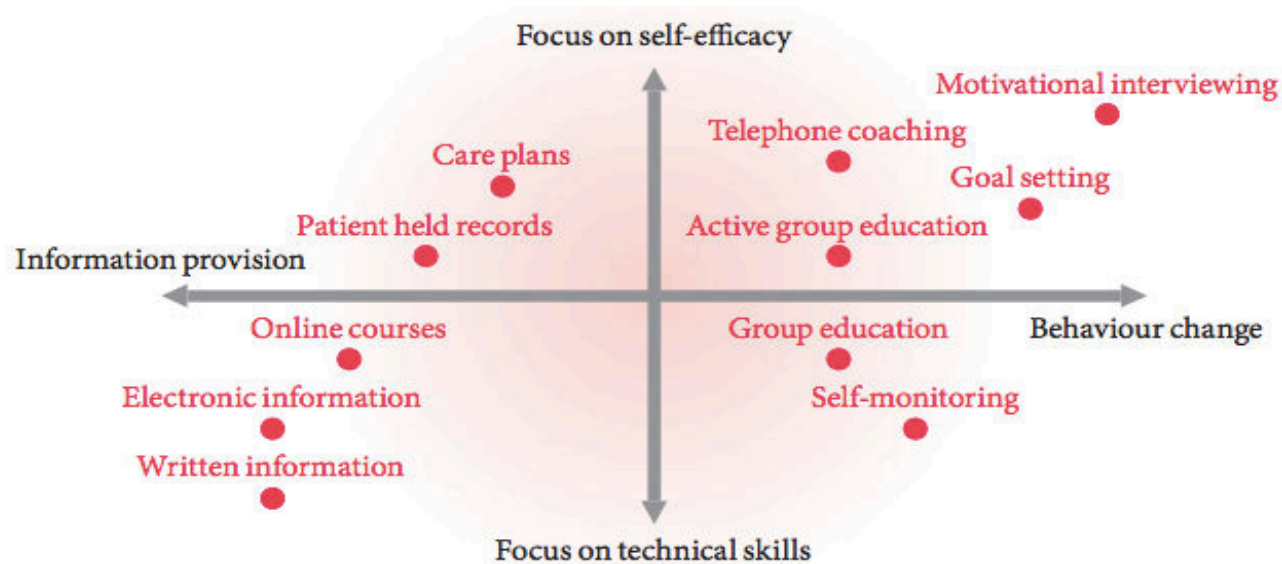 Focus on self-efficacy
Motivational interviewing
Telephone coaching
Care plans
Goal setting
Patient held records
Active group education
Information provision
Online courses
Group education
Behaviour change
Electronic information
Self-monitoring
Written information
Focus on technical skills